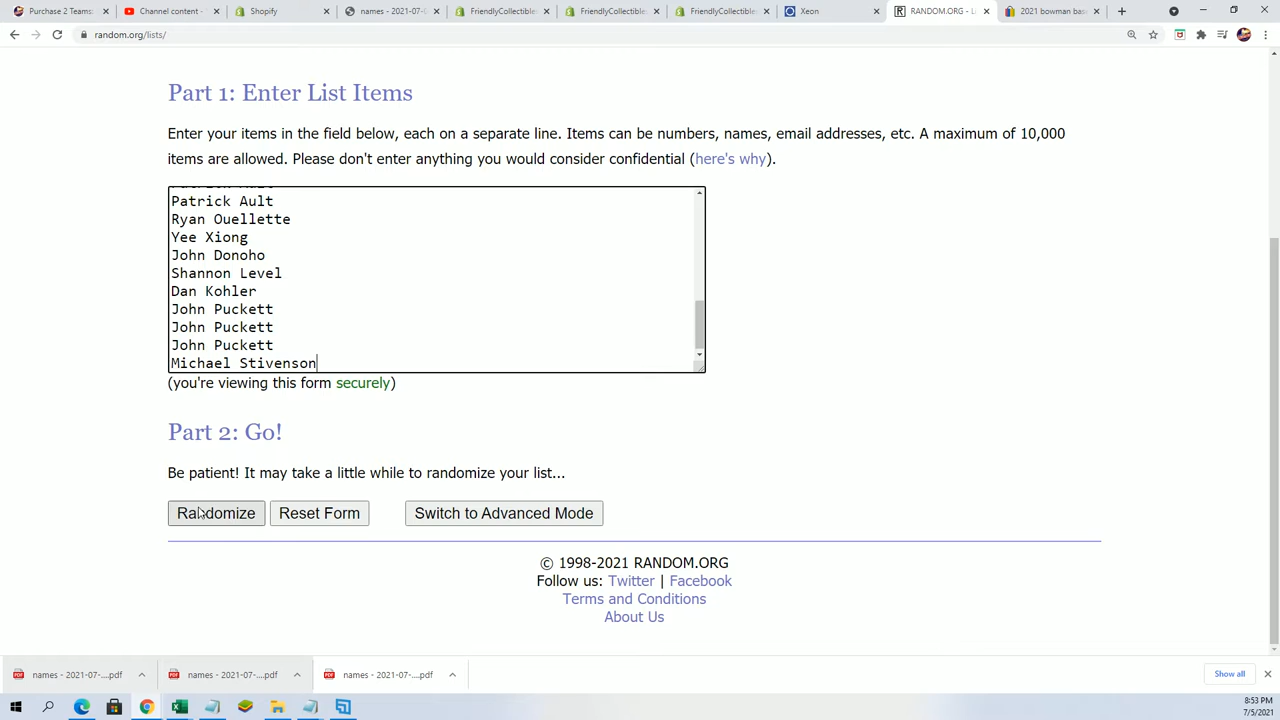 Purchase 2 Teams:
Channel content -
Shopify
names - 2021-07-
FriendlyCollectible
FriendlyCollectibles
FriendlyCollectibles
Xeon
RANDOM.ORG - L
2021 bowman bas
random.org/lists/
Part 1: Enter List Items
Enter your items in the field below, each on a separate line. Items can be numbers, names, email addresses, etc. A maximum of 10,000
items are allowed. Please don't enter anything you would consider confidential (here's why).
Patrick Ault
Ryan Ouellette
Yee Xiong
John Donoho
Shannon Level
Dan Kohler
John Puckett
John Puckett
John Puckett
Michael Stivenson
(you're viewing this form securely)
Part 2: Go!
Be patient! It may take a little while to randomize your list...
Randomize
Reset Form
Switch to Advanced Mode
© 1998-2021 RANDOM.ORG
Follow us: Twitter | Facebook
Terms and Conditions
About Us
names - 2021-07-....pdf
names - 2021-07-....pdf
names - 2021-07-....pdf
Show all
8:53 PM
7/5/2021